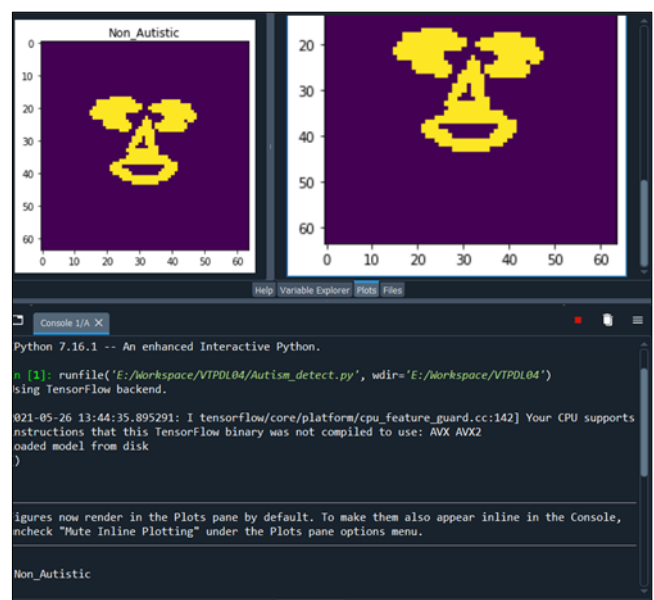 Non_Autistic
0
10
20
30
40
50
60
0 10 20 30 40 50 60
20
30
40
50
60
0 10 20 30 40 50 60
Help Variable Explorer Plots Files
Console 1/A X
Python 7.16.1 -- An enhanced Interactive Python.
n [1]: runfile('E:/Workspace/VTPDL04/Autism_detect.py', wdir='E:/Workspace/VTPDL04')
sing TensorFlow backend.
2021-05-26 13:44:35.895291: I tensorflow/core/platform/cpu_feature_guard.cc:142] Your CPU supports
nstructions that this TensorFlow binary was not compiled to use: AVX AVX2
oaded model from disk
)
igures now render in the Plots pane by default. To make them also appear inline in the Console,
ncheck "Mute Inline Plotting" under the Plots pane options menu.
Non_Autistic